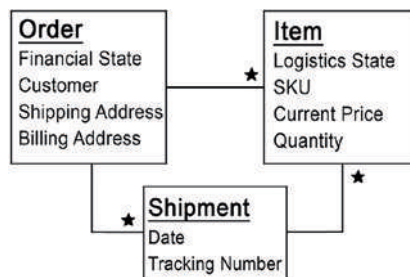 Order
Financial State
Customer
Shipping Address
Billing Address
Item
Logistics State
SKU
Current Price
Quantity
Shipment
Date
Tracking Number